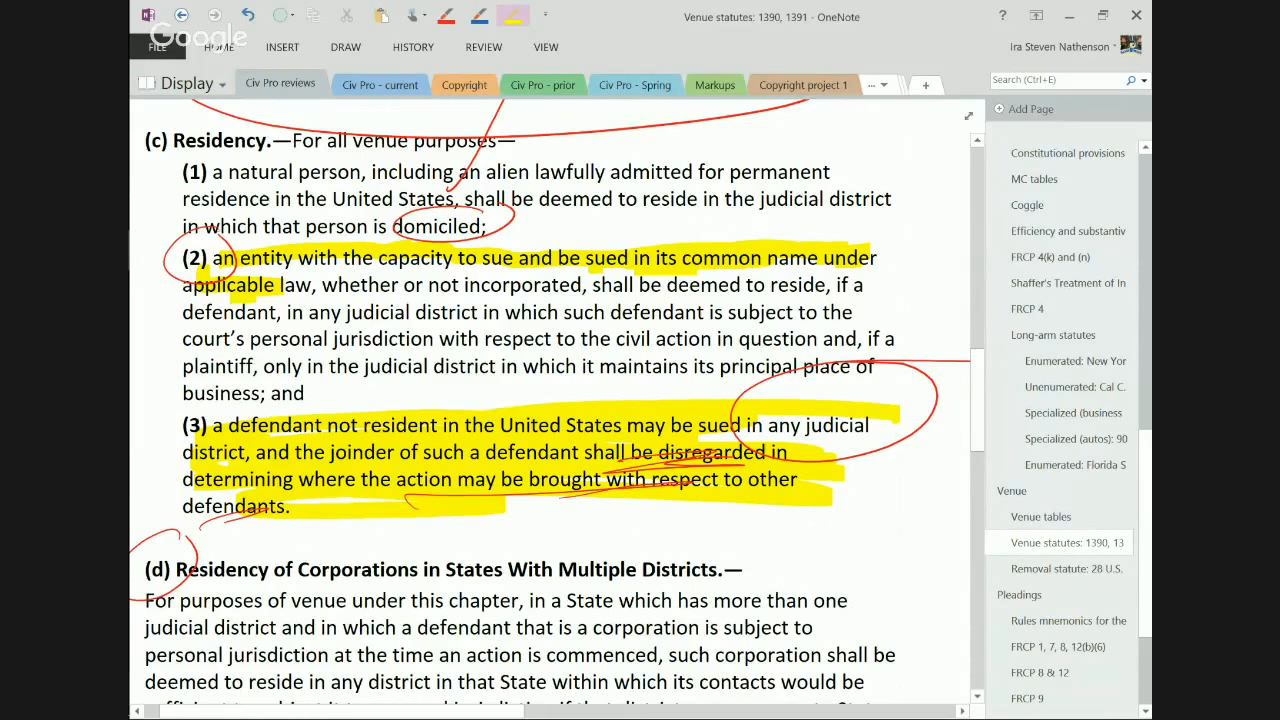 Venue statutes: 1390, 1391 - OneNote
Google
FILE HOME INSERT DRAW HISTORY REVIEW VIEW
Ira Steven Nathenson
Display
Civ Pro reviews Civ Pro - current Copyright Civ Pro - prior Civ Pro - Spring Markups Copyright project 1 ... +
Search (Ctrl+E)
(c) Residency.—For all venue purposes—
(1) a natural person, including an alien lawfully admitted for permanent
residence in the United States, shall be deemed to reside in the judicial district
in which that person is domiciled;
(2) an entity with the capacity to sue and be sued in its common name under
applicable law, whether or not incorporated, shall be deemed to reside, if a
defendant, in any judicial district in which such defendant is subject to the
court's personal jurisdiction with respect to the civil action in question and, if a
plaintiff, only in the judicial district in which it maintains its principal place of
business; and
(3) a defendant not resident in the United States may be sued in any judicial
district, and the joinder of such a defendant shall be disregarded in
determining where the action may be brought with respect to other
defendants.
(d) Residency of Corporations in States With Multiple Districts.—
For purposes of venue under this chapter, in a State which has more than one
judicial district and in which a defendant that is a corporation is subject to
personal jurisdiction at the time an action is commenced, such corporation shall be
deemed to reside in any district in that State within which its contacts would be
Add Page
Constitutional provisions
MC tables
Coggle
Efficiency and substantiv
FRCP 4(k) and (n)
Shaffer's Treatment of In
FRCP 4
Long-arm statutes
Enumerated: New Yor
Unenumerated: Cal C.
Specialized (business
Specialized (autos): 90
Enumerated: Florida S
Venue
Venue tables
Venue statutes: 1390, 13
Removal statute: 28 U.S.
Pleadings
Rules mnemonics for the
FRCP 1, 7, 8, 12(b)(6)
FRCP 8 & 12
FRCP 9